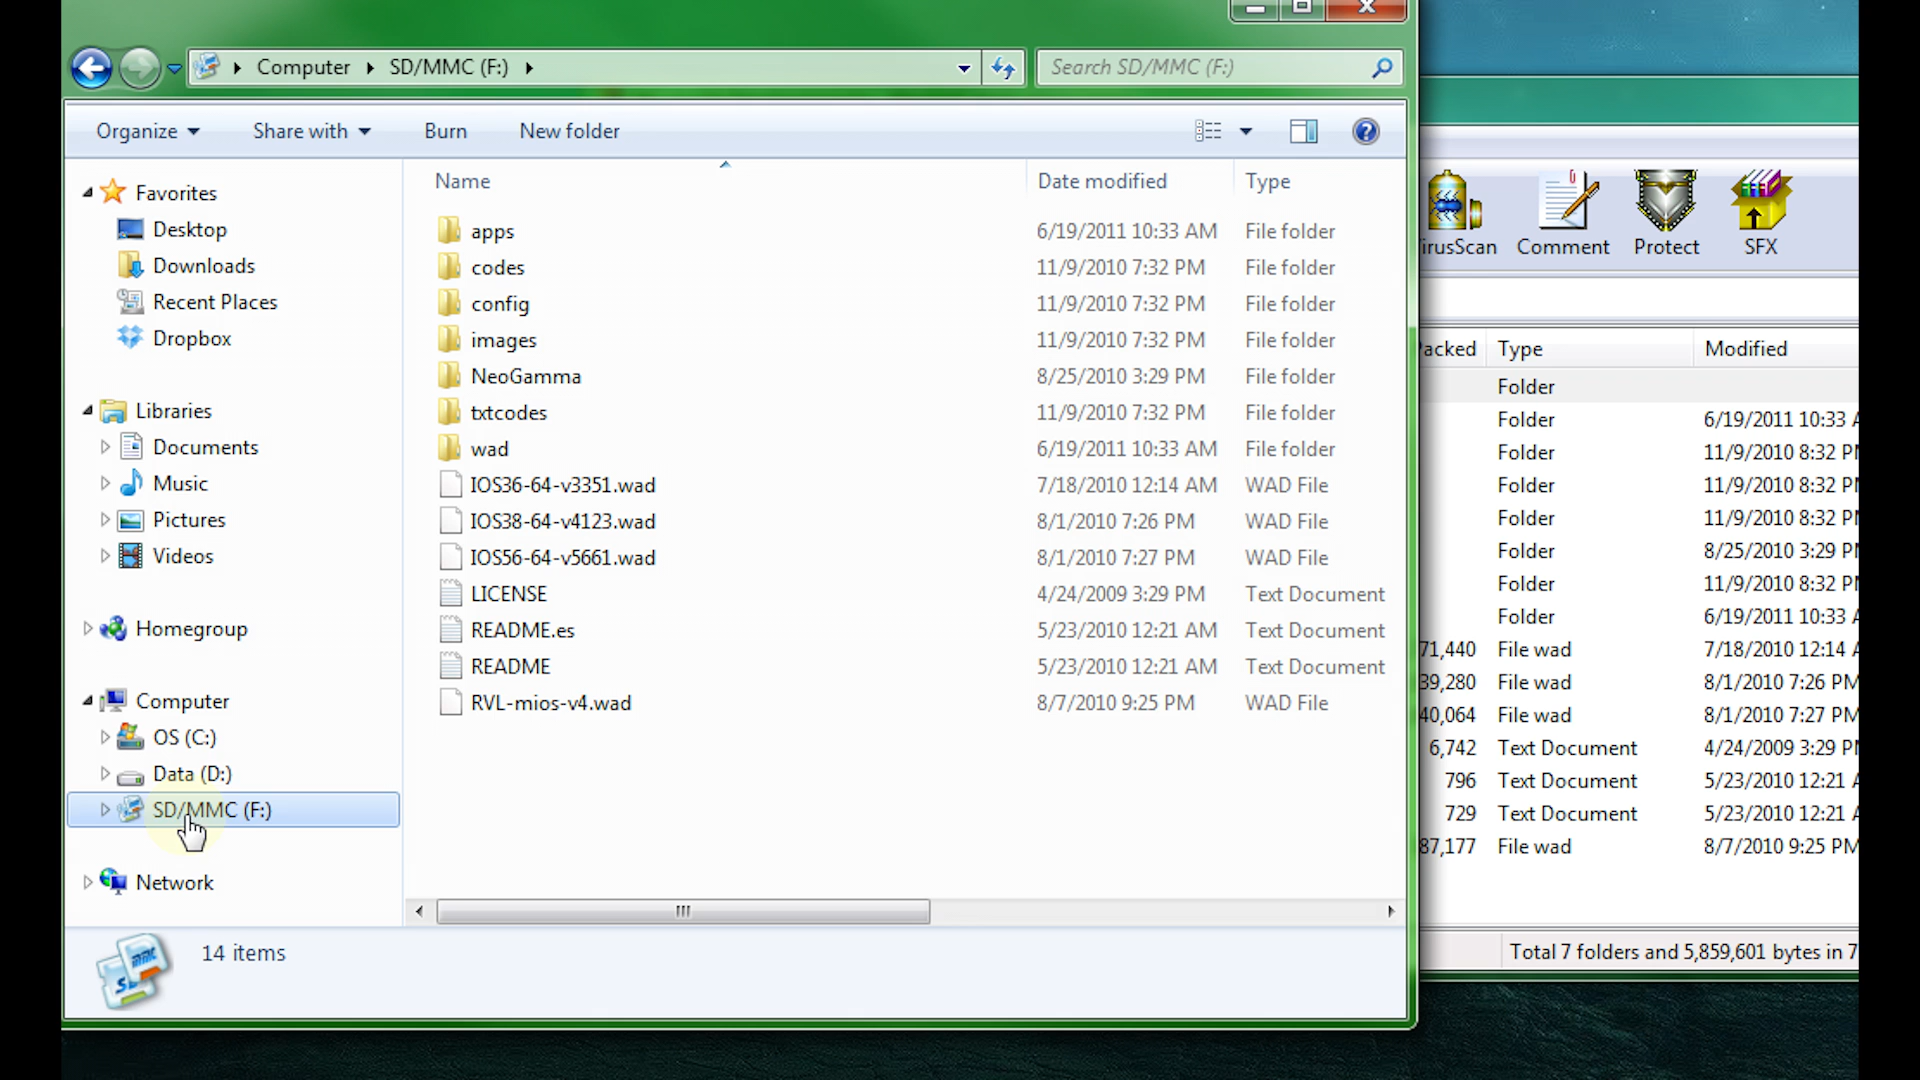 Computer SD/MMC (F:)
Search SD/MMC (F:)
Organize Share with Burn New folder
Name Date modified Type
Favorites
Desktop
Downloads
Recent Places
Dropbox
Libraries
Documents
Music
Pictures
Videos
Homegroup
Computer
OS (C:)
Data (D:)
SD/MMC (F:)
Network
apps 6/19/2011 10:33 AM File folder
codes 11/9/2010 7:32 PM File folder
config 11/9/2010 7:32 PM File folder
images 11/9/2010 7:32 PM File folder
NeoGamma 8/25/2010 3:29 PM File folder
txtcodes 11/9/2010 7:32 PM File folder
wad 6/19/2011 10:33 AM File folder
IOS36-64-v3351.wad 7/18/2010 12:14 AM WAD File
IOS38-64-v4123.wad 8/1/2010 7:26 PM WAD File
IOS56-64-v5661.wad 8/1/2010 7:27 PM WAD File
LICENSE 4/24/2009 3:29 PM Text Document
README.es 5/23/2010 12:21 AM Text Document
README 5/23/2010 12:21 AM Text Document
RVL-mios-v4.wad 8/7/2010 9:25 PM WAD File
14 items
irusScan Comment Protect SFX
acked Type Modified
Folder
Folder 6/19/2011 10:33 A
Folder 11/9/2010 8:32 PM
Folder 11/9/2010 8:32 PM
Folder 11/9/2010 8:32 PM
Folder 8/25/2010 3:29 PM
Folder 11/9/2010 8:32 PM
Folder 6/19/2011 10:33 A
71,440 File wad 7/18/2010 12:14 A
39,280 File wad 8/1/2010 7:26 PM
40,064 File wad 8/1/2010 7:27 PM
6,742 Text Document 4/24/2009 3:29 PM
796 Text Document 5/23/2010 12:21 A
729 Text Document 5/23/2010 12:21 A
87,177 File wad 8/7/2010 9:25 PM
Total 7 folders and 5,859,601 bytes in 7